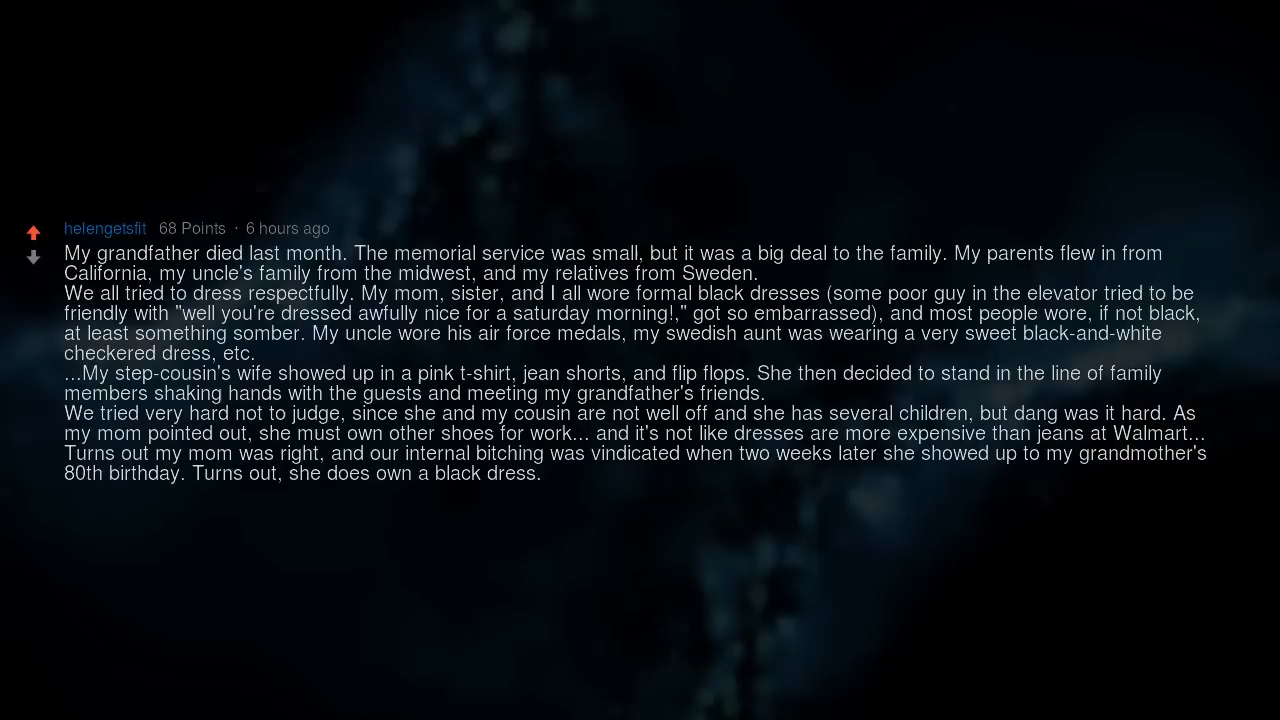 helengetsfit 68 Points · 6 hours ago
My grandfather died last month. The memorial service was small, but it was a big deal to the family. My parents flew in from
California, my uncle's family from the midwest, and my relatives from Sweden.
We all tried to dress respectfully. My mom, sister, and I all wore formal black dresses (some poor guy in the elevator tried to be
friendly with "well you're dressed awfully nice for a saturday morning!," got so embarrassed), and most people wore, if not black,
at least something somber. My uncle wore his air force medals, my swedish aunt was wearing a very sweet black-and-white
checkered dress, etc.
...My step-cousin's wife showed up in a pink t-shirt, jean shorts, and flip flops. She then decided to stand in the line of family
members shaking hands with the guests and meeting my grandfather's friends.
We tried very hard not to judge, since she and my cousin are not well off and she has several children, but dang was it hard. As
my mom pointed out, she must own other shoes for work... and it's not like dresses are more expensive than jeans at Walmart...
Turns out my mom was right, and our internal bitching was vindicated when two weeks later she showed up to my grandmother's
80th birthday. Turns out, she does own a black dress.